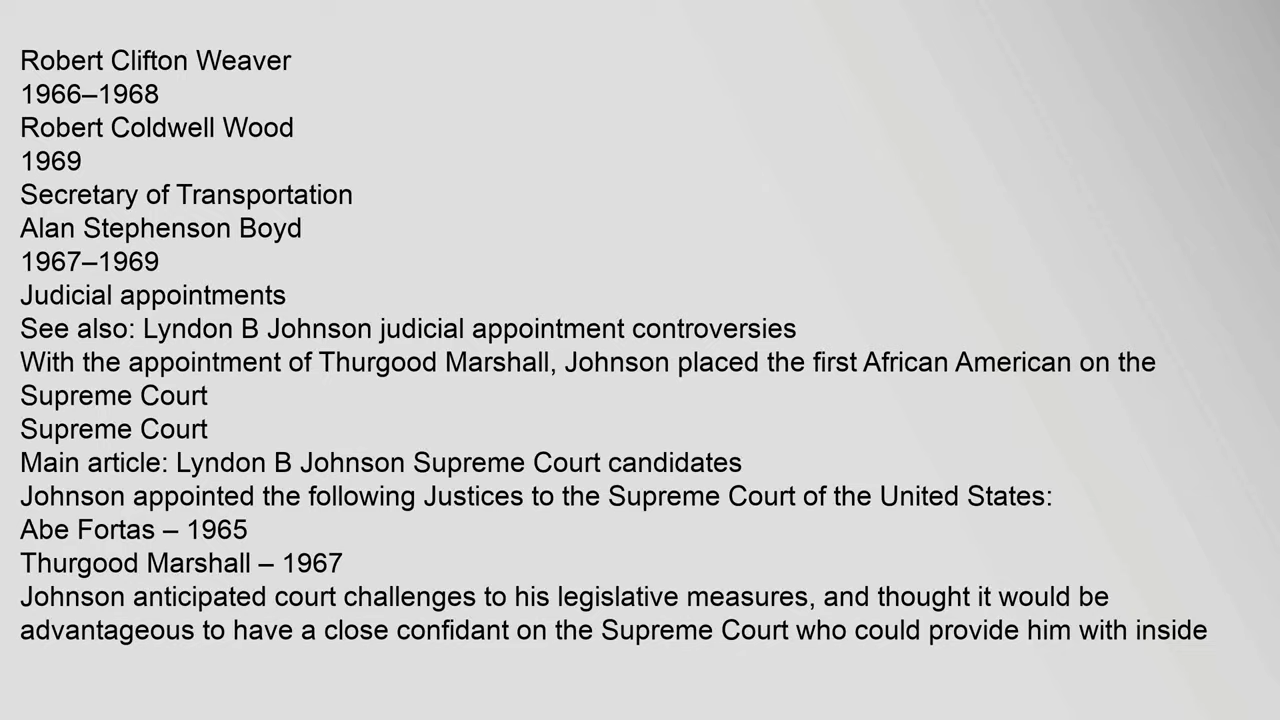 Robert Clifton Weaver
1966–1968
Robert Coldwell Wood
1969
Secretary of Transportation
Alan Stephenson Boyd
1967–1969
Judicial appointments
See also: Lyndon B Johnson judicial appointment controversies
With the appointment of Thurgood Marshall, Johnson placed the first African American on the
Supreme Court
Supreme Court
Main article: Lyndon B Johnson Supreme Court candidates
Johnson appointed the following Justices to the Supreme Court of the United States:
Abe Fortas – 1965
Thurgood Marshall – 1967
Johnson anticipated court challenges to his legislative measures, and thought it would be
advantageous to have a close confidant on the Supreme Court who could provide him with inside